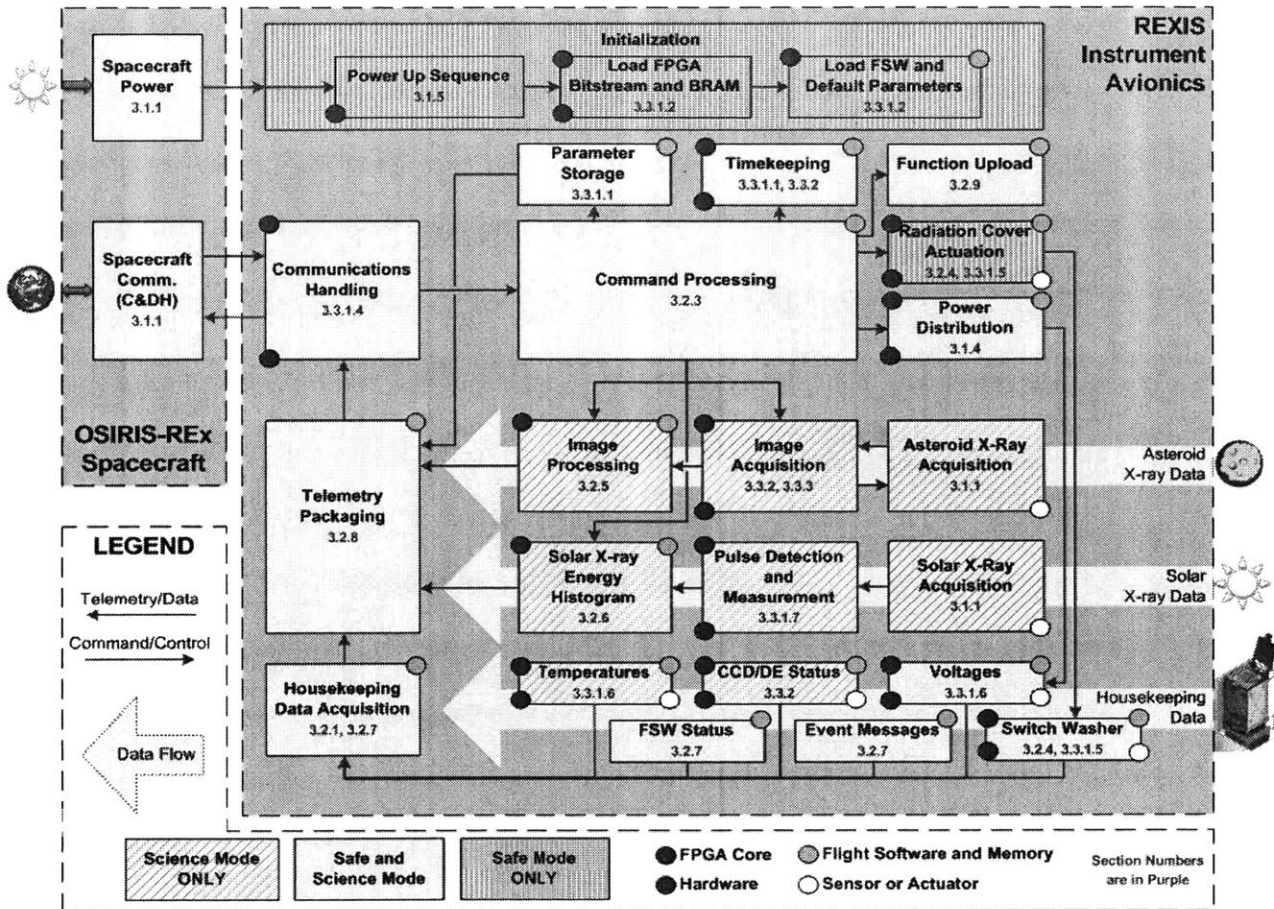 REXIS
Instrument
Avionics
Initialization
Spacecraft
Power
3.1.1
Power Up Sequence
3.1.5
Load FPGA
Bitstream and BRAM
3.3.1.2
Load FSW and
Default Parameters
3.3.1.2
Parameter
Storage
3.3.1.1
Timekeeping
3.3.1.1, 3.3.2
Function Upload
3.2.9
Spacecraft
Comm.
(C&DH)
3.1.1
Communications
Handling
3.3.1.4
Command Processing
3.2.3
Radiation Cover
Actuation
3.2.4, 3.3.1.5
Power
Distribution
3.1.4
OSIRIS-REx
Spacecraft
Telemetry
Packaging
3.2.8
Image
Processing
3.2.5
Image
Acquisition
3.3.2, 3.3.3
Asteroid X-Ray
Acquisition
3.1.1
Asteroid
X-ray Data
Solar X-ray
Energy
Histogram
3.2.6
Pulse Detection
and
Measurement
3.3.1.7
Solar X-Ray
Acquisition
3.1.1
Solar
X-ray Data
Housekeeping
Data Acquisition
3.2.1, 3.2.7
Temperatures
3.3.1.6
CCD/DE Status
3.3.2
Voltages
3.3.1.6
Housekeeping
Data
FSW Status
3.2.7
Event Messages
3.2.7
Switch Washer
3.2.4, 3.3.1.5
LEGEND
Telemetry/Data
Command/Control
Data Flow
Science Mode
ONLY
Safe and
Science Mode
Safe Mode
ONLY
FPGA Core
Hardware
Flight Software and Memory
Sensor or Actuator
Section Numbers
are in Purple